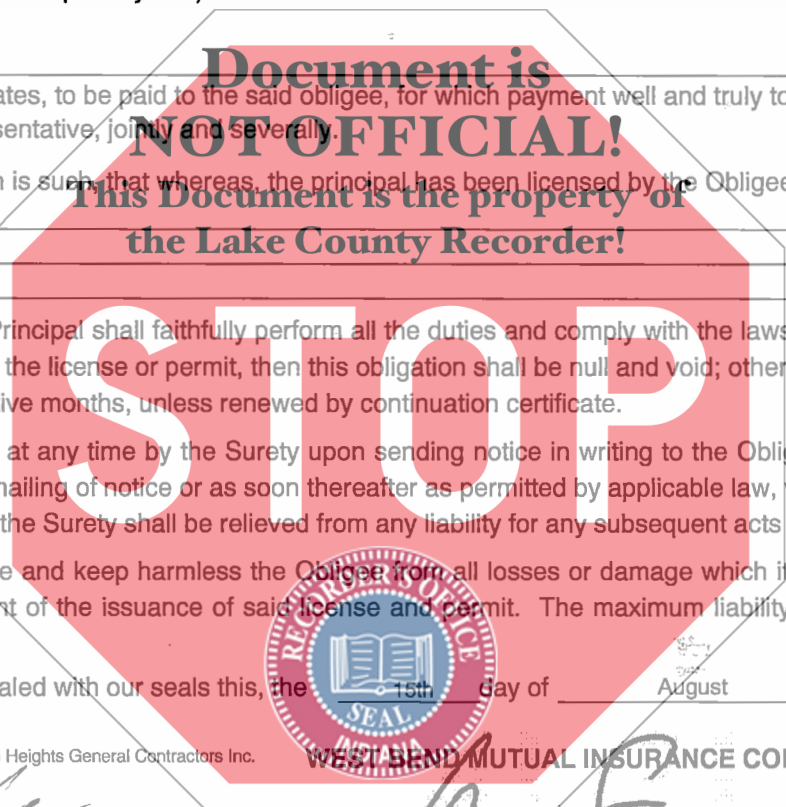 Document is
ates, to be paid to the said obligee, for which payment well and truly to
sentative, jointly and severally.
NOT OFFICIAL!
n is such, that whereas, the principal has been licensed by the Obligee
This Document is the property of
the Lake County Recorder!
STOP
Principal shall faithfully perform all the duties and comply with the laws
the license or permit, then this obligation shall be null and void; other
ive months, unless renewed by continuation certificate.
at any time by the Surety upon sending notice in writing to the Oblig
mailing of notice or as soon thereafter as permitted by applicable law,
the Surety shall be relieved from any liability for any subsequent acts
e and keep harmless the Obligee from all losses or damage which it
nt of the issuance of said license and permit. The maximum liability
RECORDER'S OFFICE
SEAL
INDIANA
aled with our seals this, the 15th day of August
Heights General Contractors Inc. WEST BEND MUTUAL INSURANCE CO